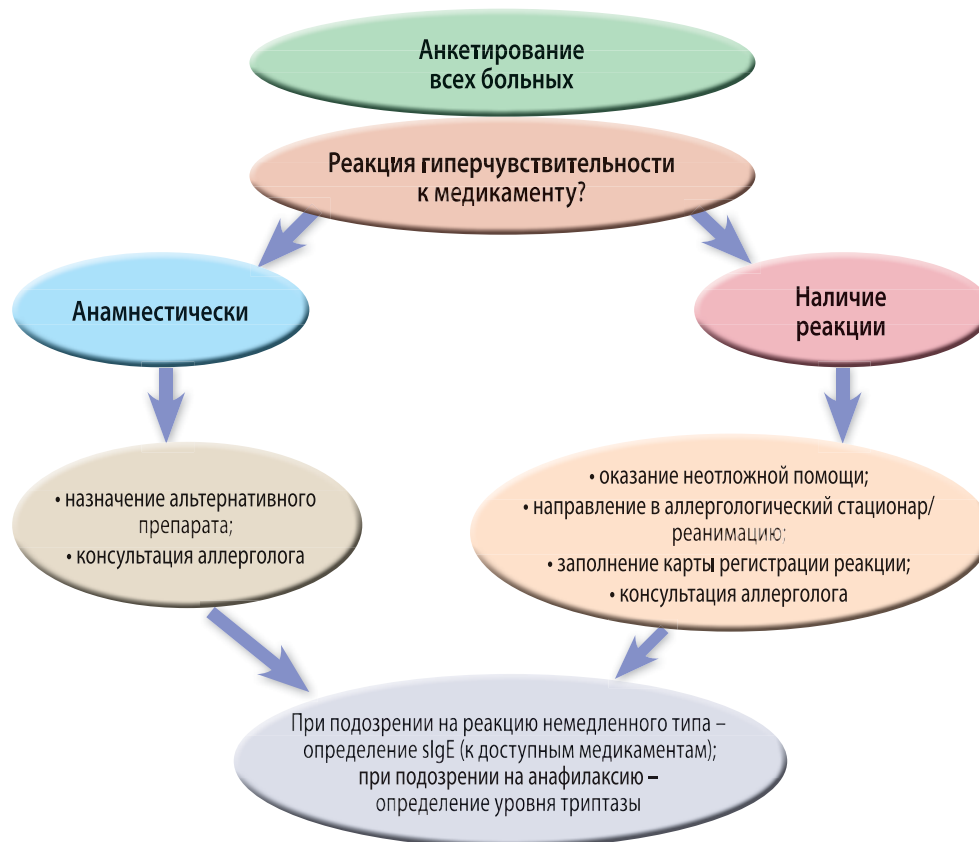 Анкетирование
всех больных
Реакция гиперчувствительности
к медикаменту?
Анамнестически
Наличие
реакции
• назначение альтернативного
препарата;
• консультация аллерголога
• оказание неотложной помощи;
• направление в аллергологический стационар/
реанимацию;
• заполнение карты регистрации реакции;
• консультация аллерголога
При подозрении на реакцию немедленного типа –
определение sIgE (к доступным медикаментам);
при подозрении на анафилаксию –
определение уровня триптазы